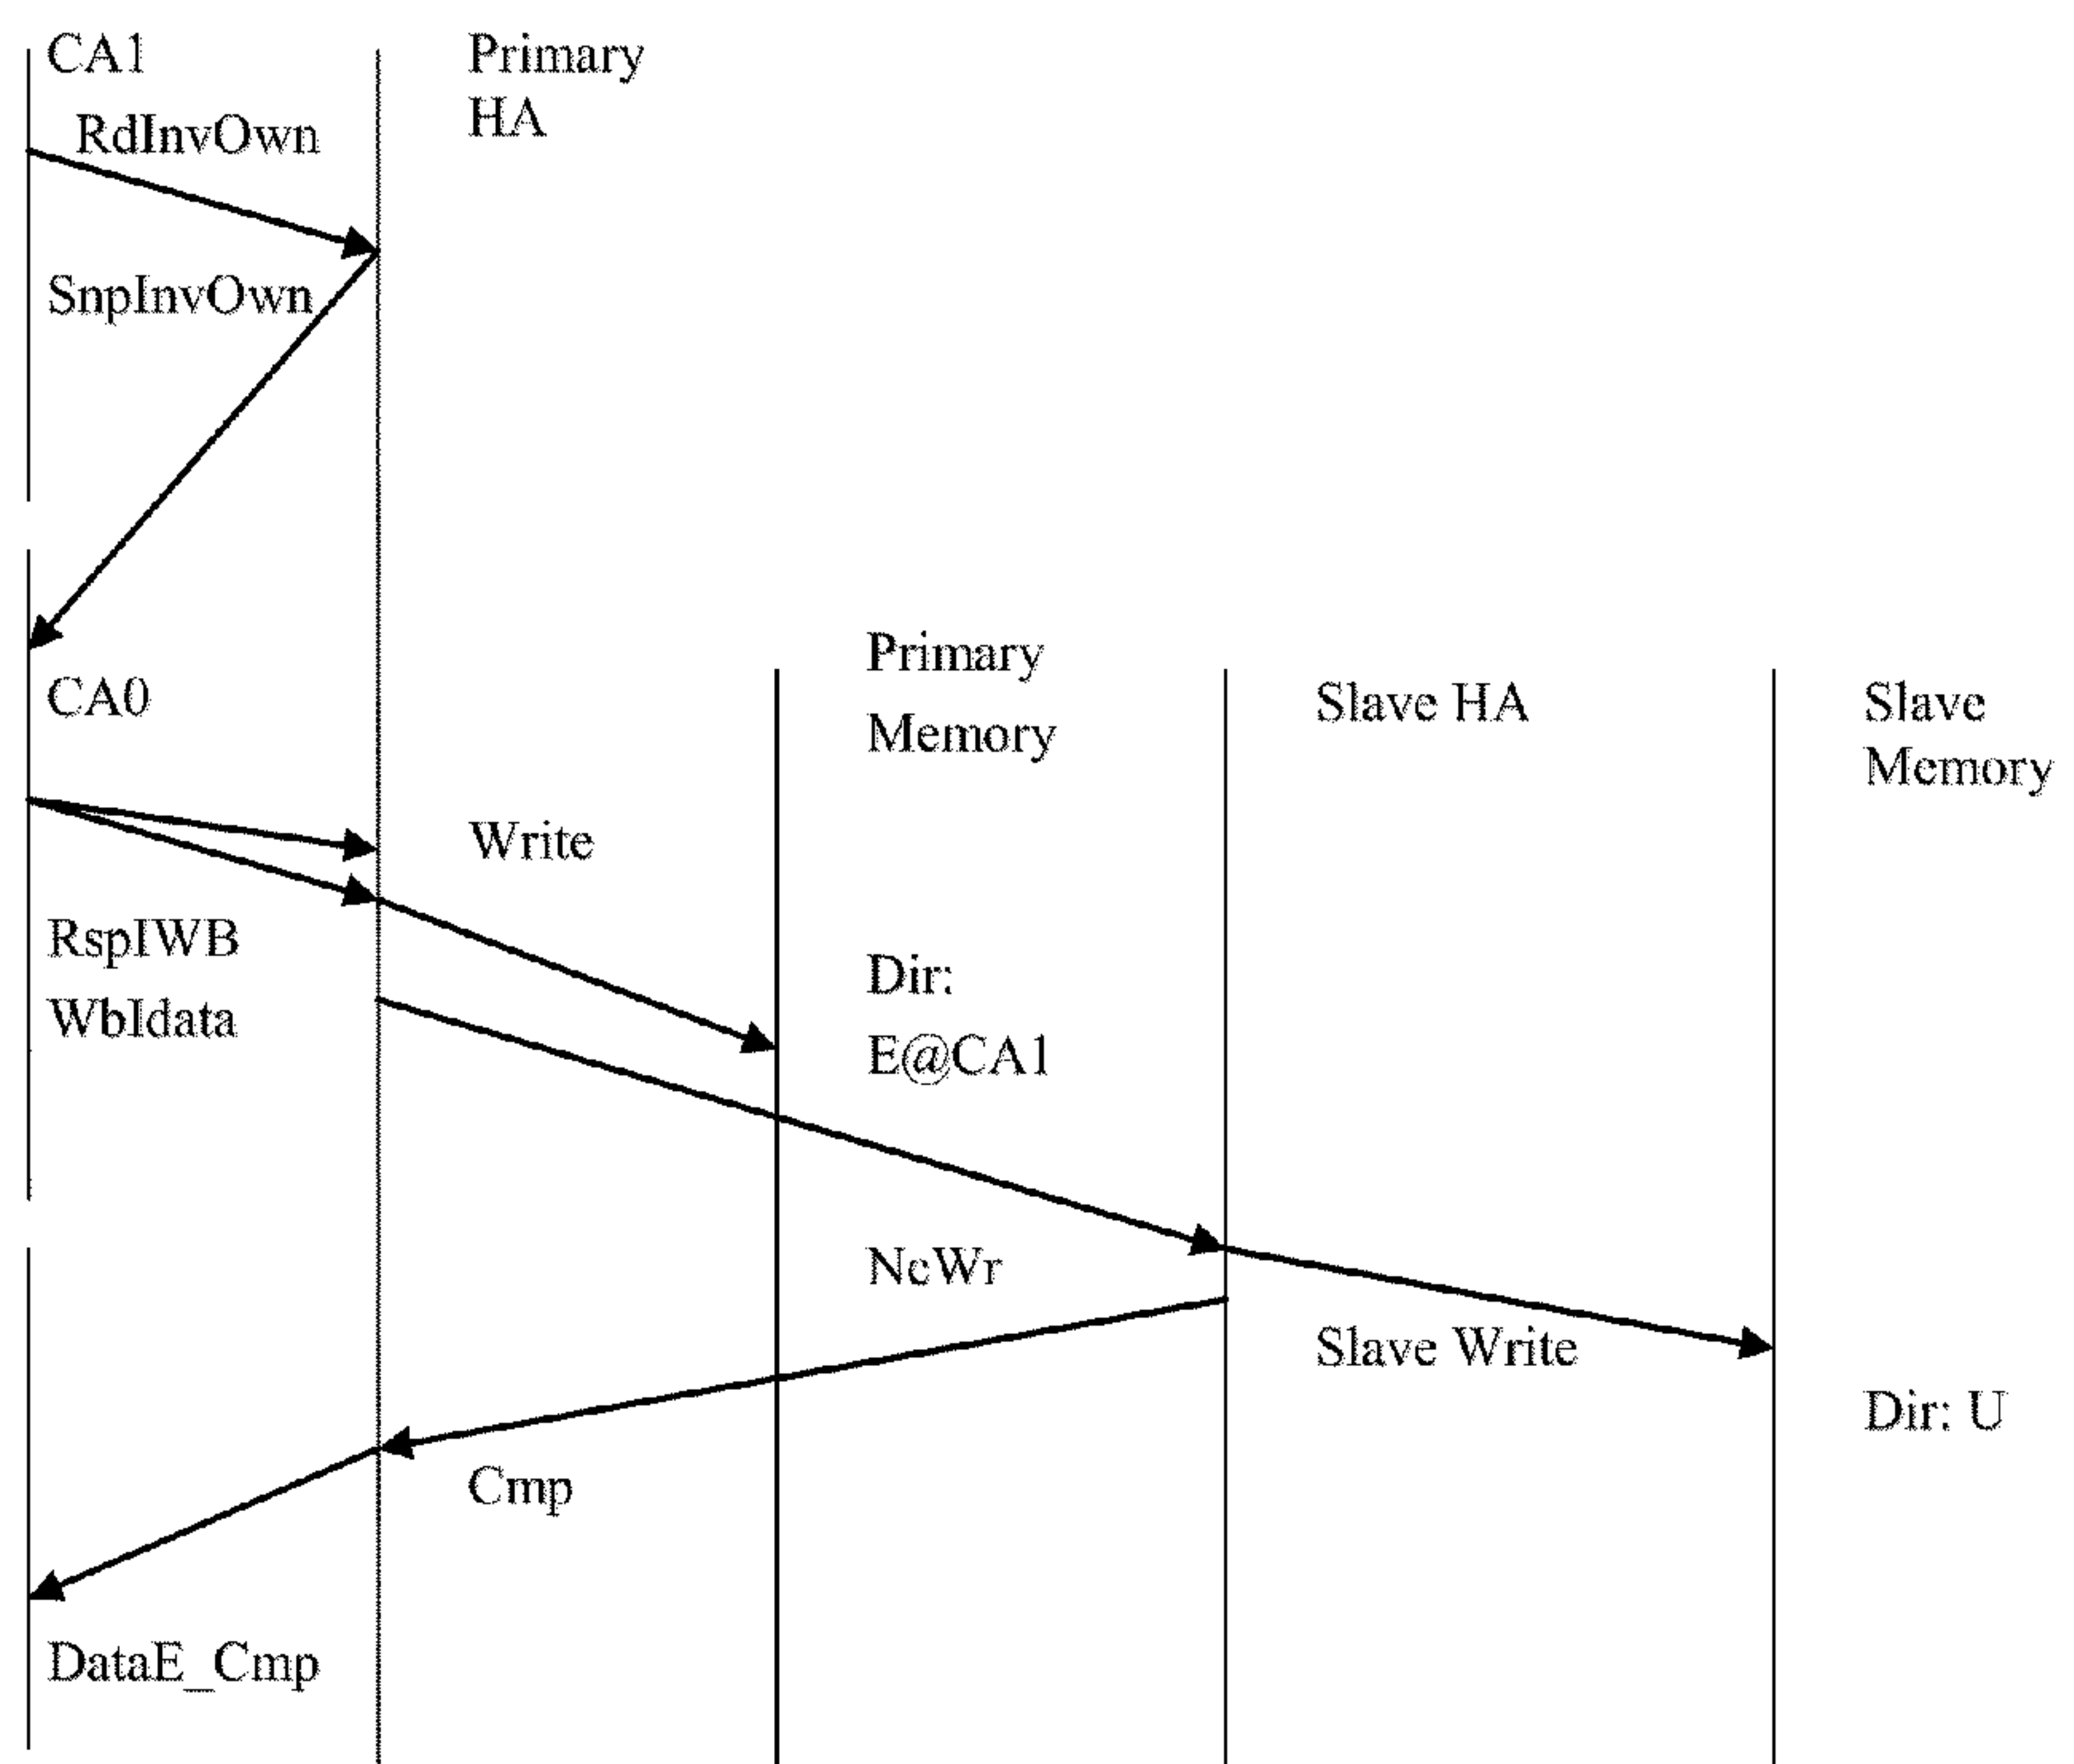 CA1
Primary
HA
RdInvOwn
SnpInvOwn
Primary
Memory
CA0
Slave HA
Slave
Memory
Write
RspIWB
WbIdata
Dir:
E@CA1
NcWr
Slave Write
Dir: U
Cmp
DataE_Cmp